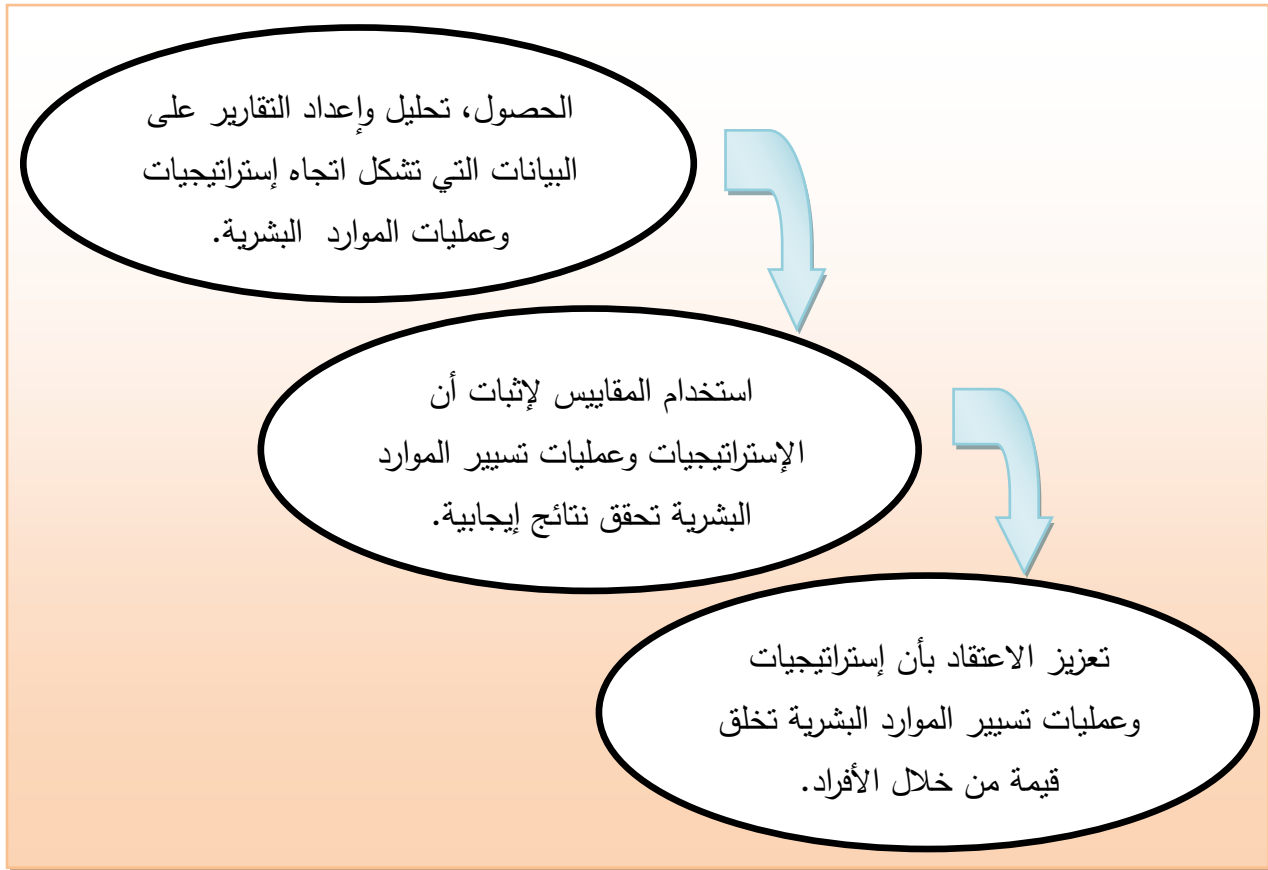 الحصول، تحليل وإعداد التقارير على
البيانات التي تشكل اتجاه إستراتيجيات
وعمليات الموارد البشرية.
استخدام المقاييس لإثبات أن
الإستراتيجيات وعمليات تسيير الموارد
البشرية تحقق نتائج إيجابية.
تعزيز الاعتقاد بأن إستراتيجيات
وعمليات تسيير الموارد البشرية تخلق
قيمة من خلال الأفراد.